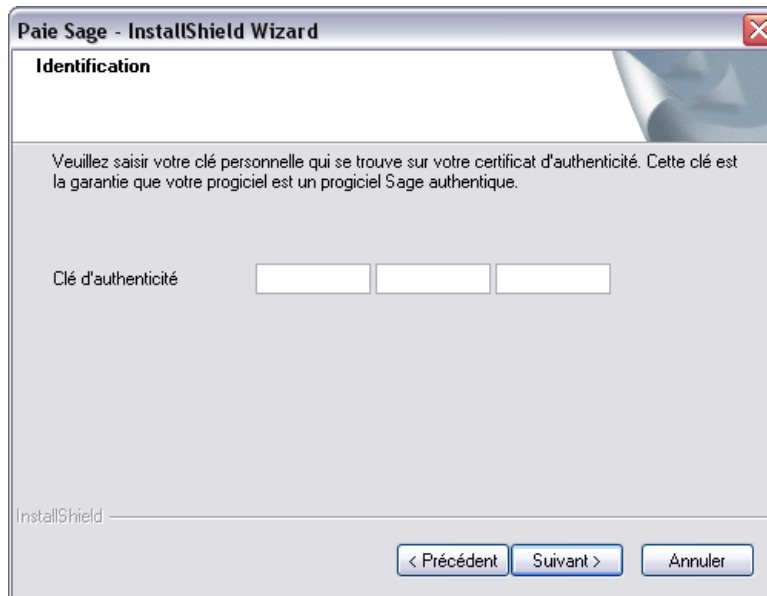 Paie Sage - InstallShield Wizard
Identification
Veuillez saisir votre clé personnelle qui se trouve sur votre certificat d'authenticité. Cette clé est
la garantie que votre progiciel est un progiciel Sage authentique.
Clé d'authenticité
InstallShield
< Précédent Suivant > Annuler